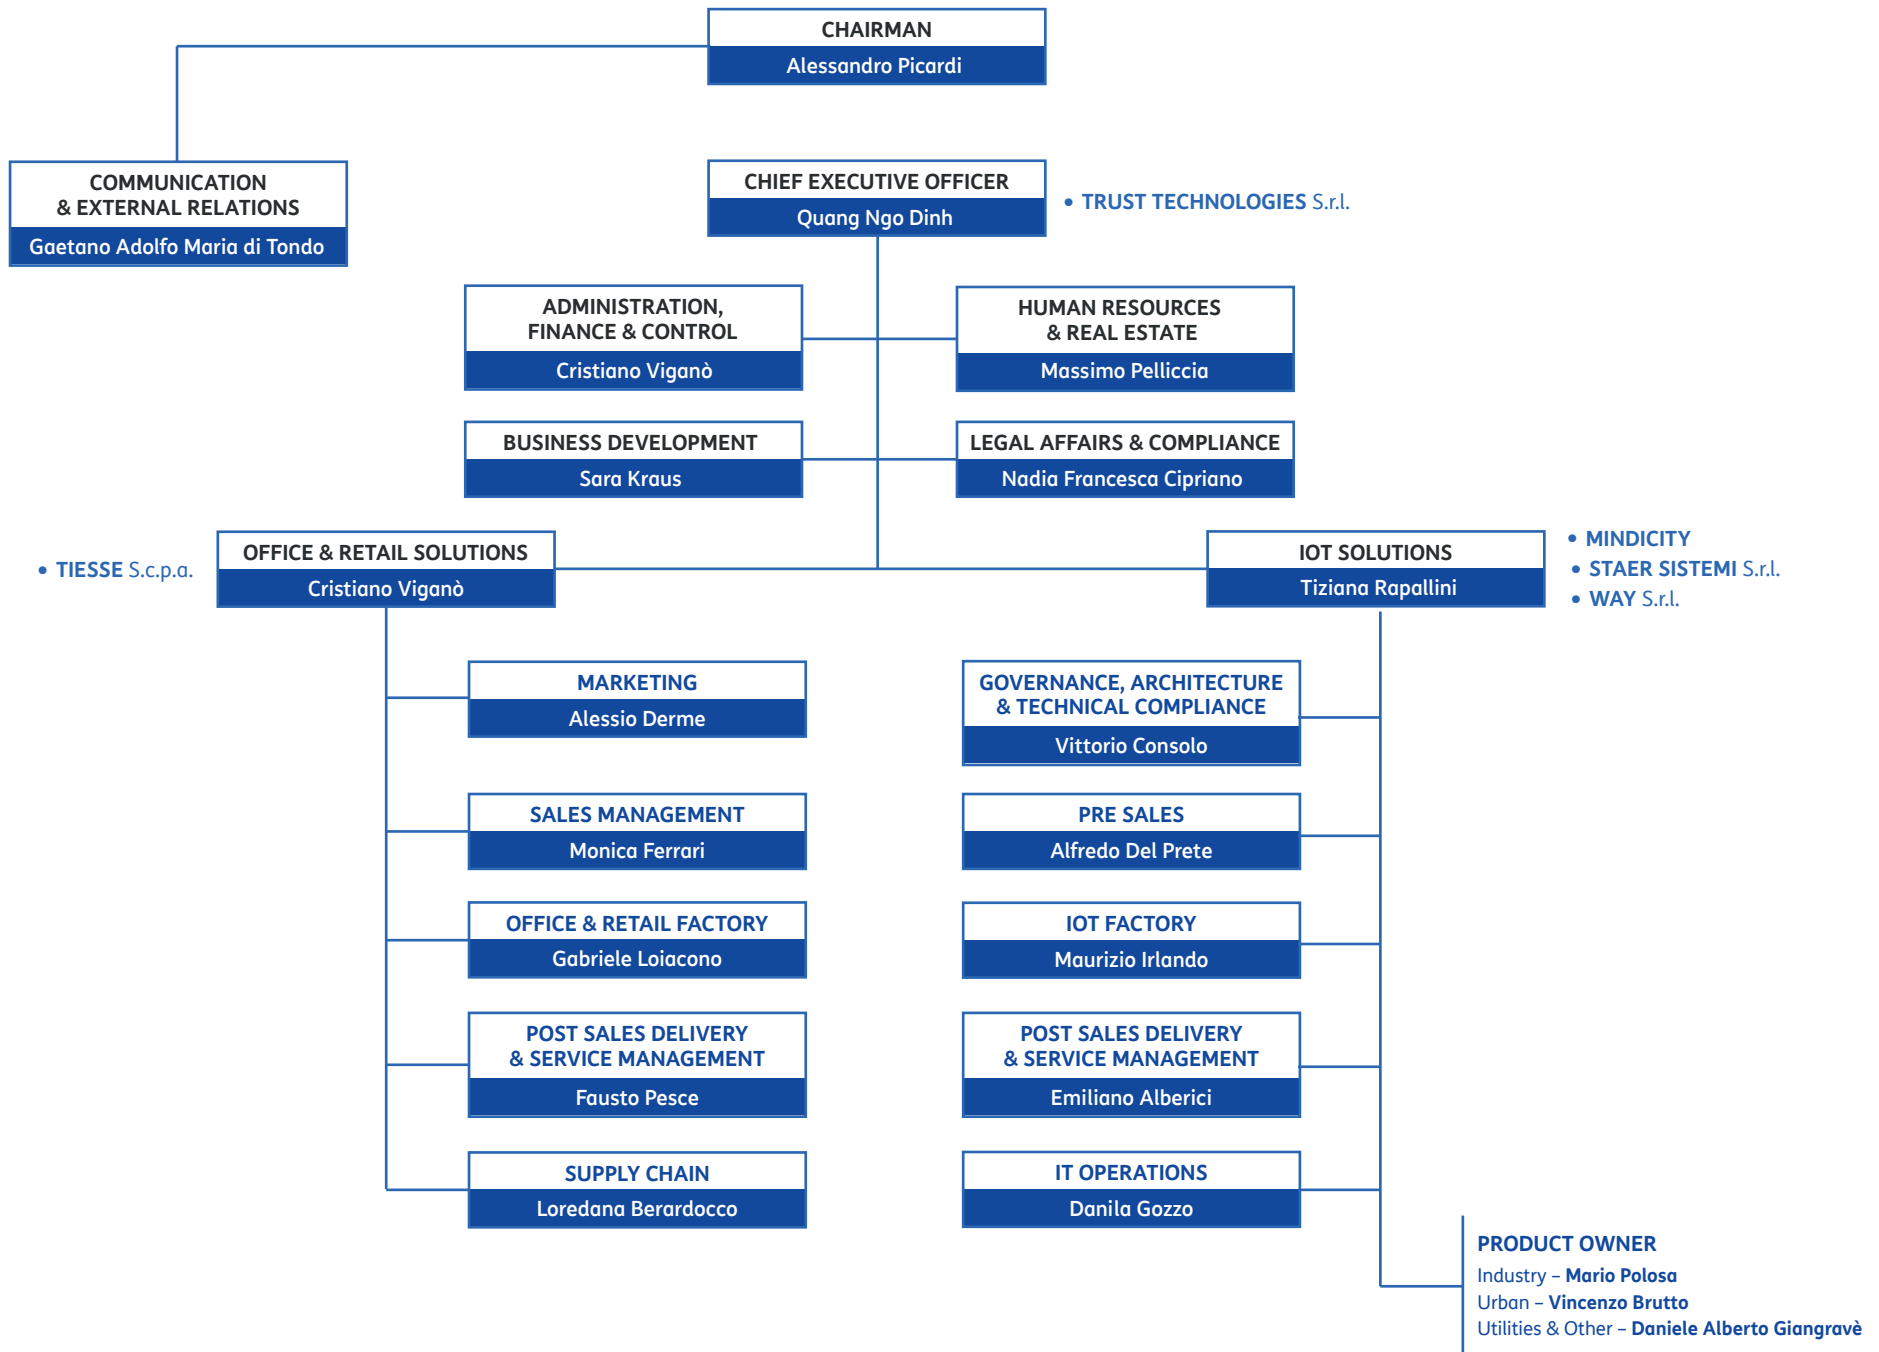 CHAIRMAN
Alessandro Picardi
COMMUNICATION
& EXTERNAL RELATIONS
Gaetano Adolfo Maria di Tondo
CHIEF EXECUTIVE OFFICER
Quang Ngo Dinh
• TRUST TECHNOLOGIES S.r.l.
ADMINISTRATION,
FINANCE & CONTROL
Cristiano Viganò
HUMAN RESOURCES
& REAL ESTATE
Massimo Pelliccia
BUSINESS DEVELOPMENT
Sara Kraus
LEGAL AFFAIRS & COMPLIANCE
Nadia Francesca Cipriano
• TIESSE S.c.p.a.
OFFICE & RETAIL SOLUTIONS
Cristiano Viganò
IOT SOLUTIONS
Tiziana Rapallini
• MINDICITY
• STAER SISTEMI S.r.l.
• WAY S.r.l.
MARKETING
Alessio Derme
SALES MANAGEMENT
Monica Ferrari
OFFICE & RETAIL FACTORY
Gabriele Loiacono
POST SALES DELIVERY
& SERVICE MANAGEMENT
Fausto Pesce
SUPPLY CHAIN
Loredana Berardocco
GOVERNANCE, ARCHITECTURE
& TECHNICAL COMPLIANCE
Vittorio Consolo
PRE SALES
Alfredo Del Prete
IOT FACTORY
Maurizio Irlando
POST SALES DELIVERY
& SERVICE MANAGEMENT
Emiliano Alberici
IT OPERATIONS
Danila Gozzo
PRODUCT OWNER
Industry – Mario Polosa
Urban – Vincenzo Brutto
Utilities & Other – Daniele Alberto Giangravè